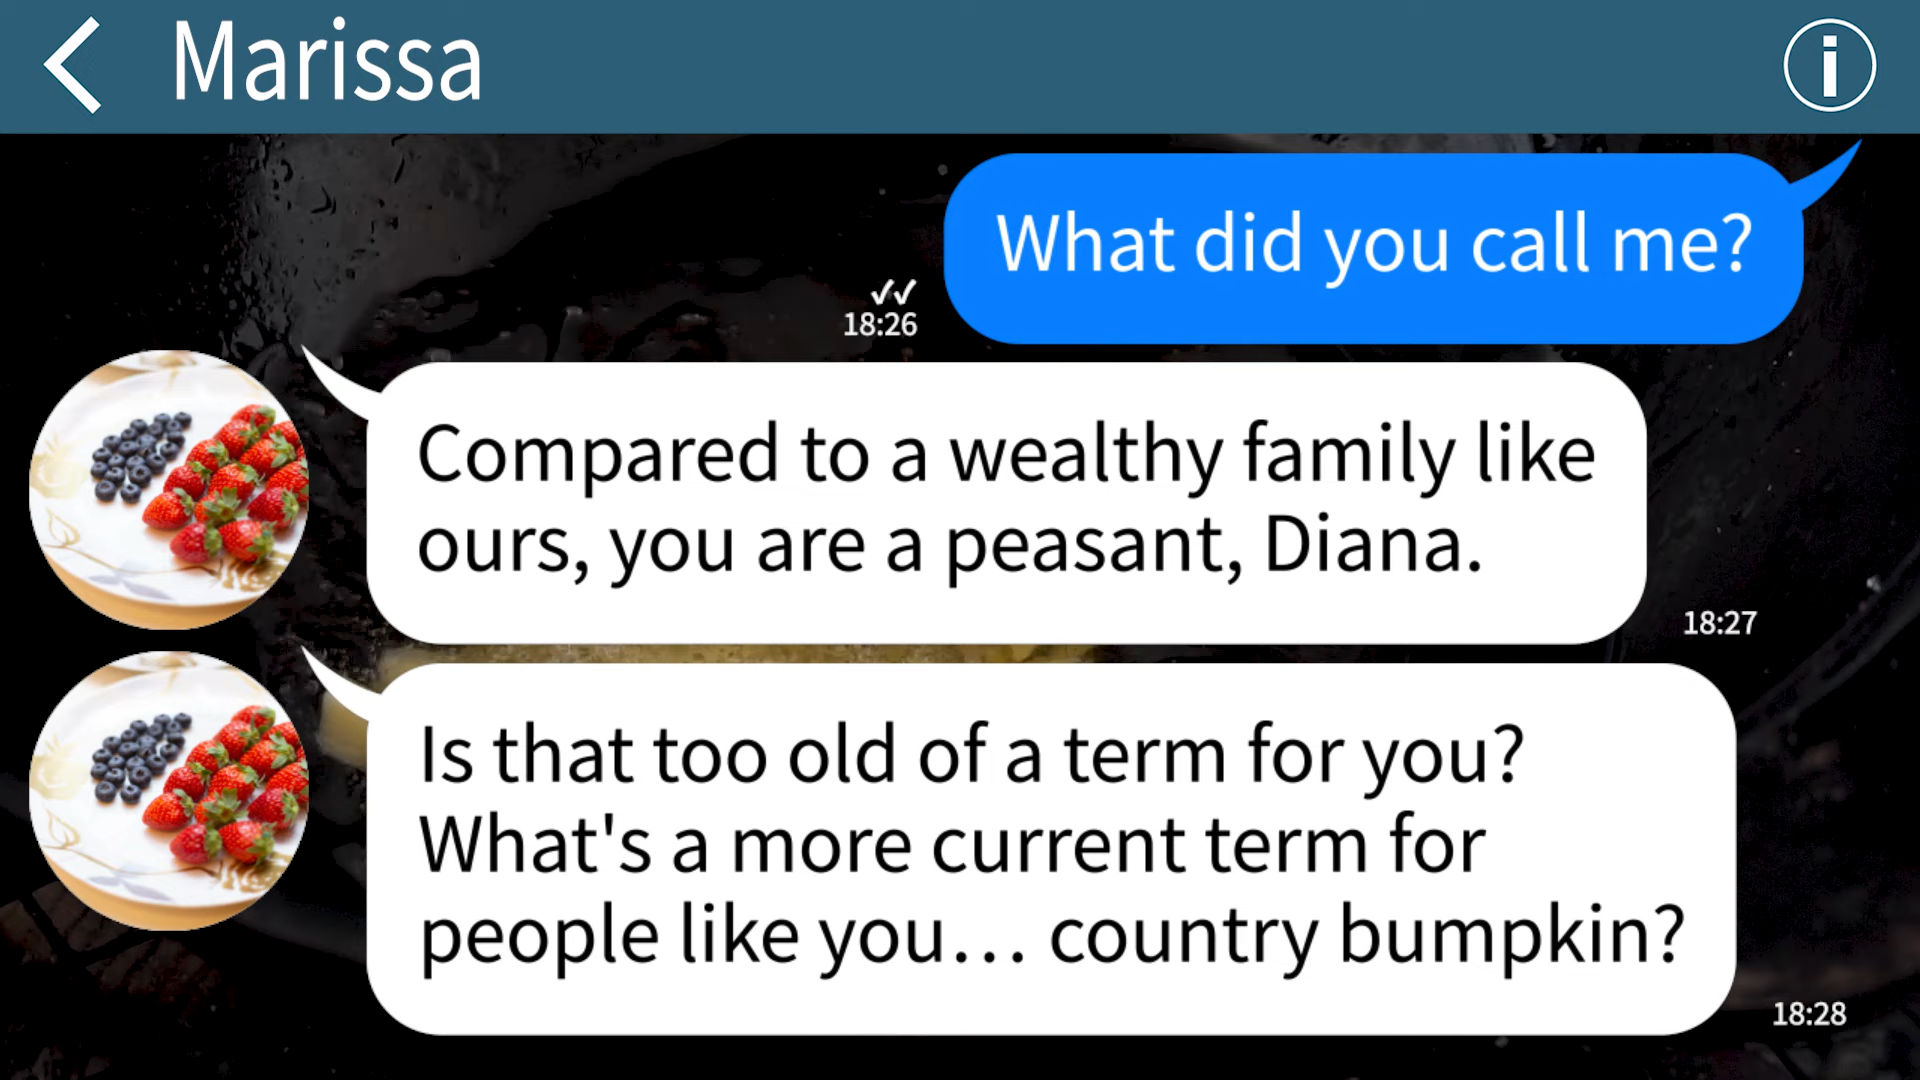 Marissa
What did you call me?
✓✓
18:26
Compared to a wealthy family like
ours, you are a peasant, Diana.
18:27
Is that too old of a term for you?
What's a more current term for
people like you… country bumpkin?
18:28